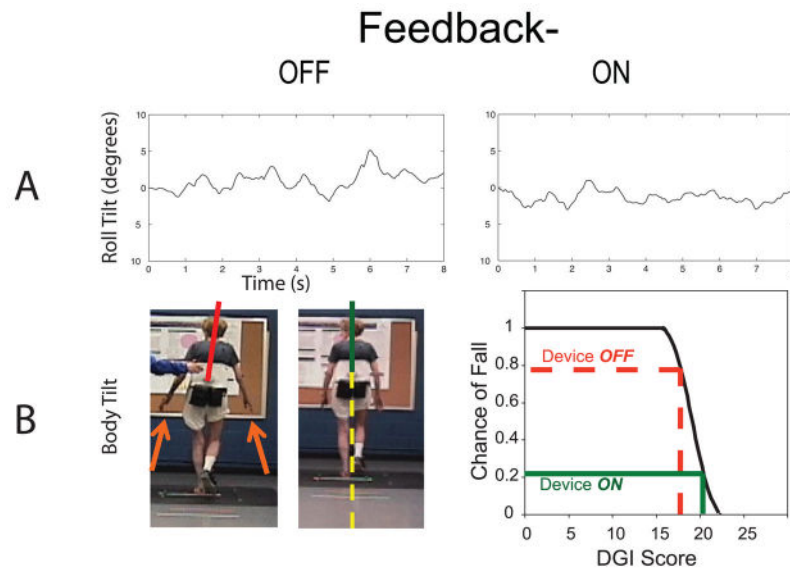 Feedback-
OFF
ON
A
Roll Tilt (degrees)
10
5
0
5
10
0 1 2 3 4 5 6 7 8
Time (s)
10
5
0
5
10
0 1 2 3 4 5 6 7
B
Body Tilt
Chance of Fall
1
0.8
0.6
0.4
0.2
0
Device OFF
Device ON
0 5 10 15 20 25
DGI Score